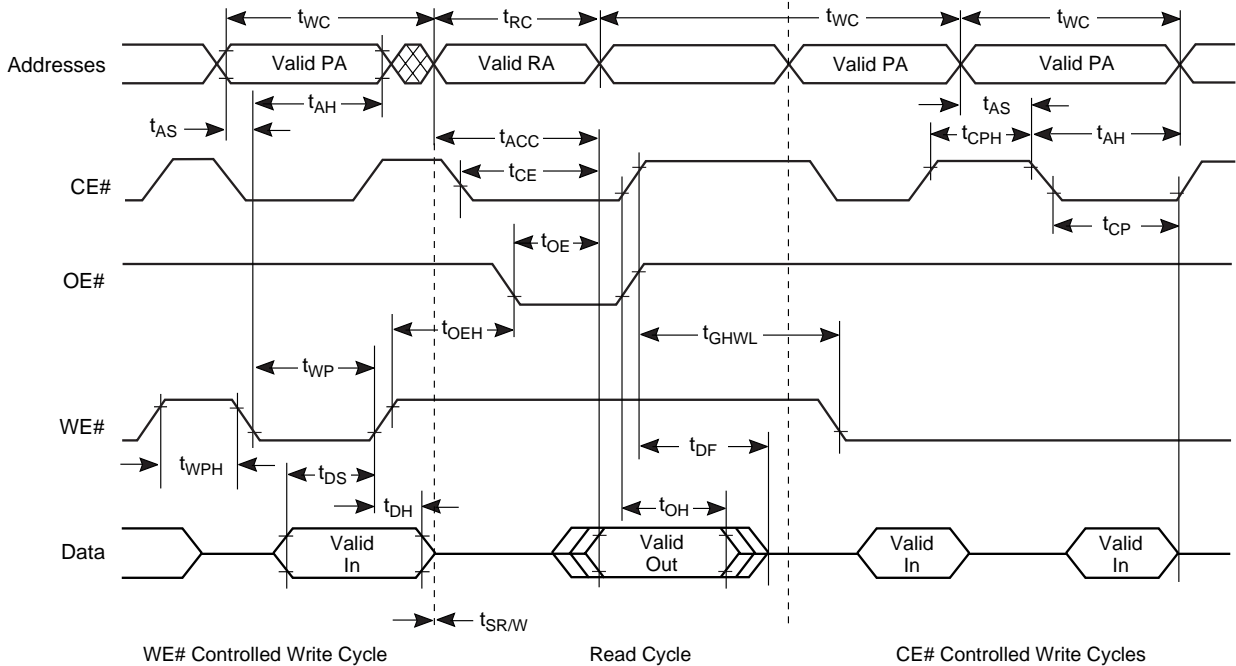 tWC tRC tWC tWC
Addresses Valid PA Valid RA Valid PA Valid PA
tAH tAS
tAS tACC tCPH tAH
CE# tCE
tOE tCP
OE#
tOEH tGHWL
tWP
WE#
tWPH tDS tDF
tDH tOH
Data Valid In Valid Out Valid In Valid In
tSR/W
WE# Controlled Write Cycle Read Cycle CE# Controlled Write Cycles